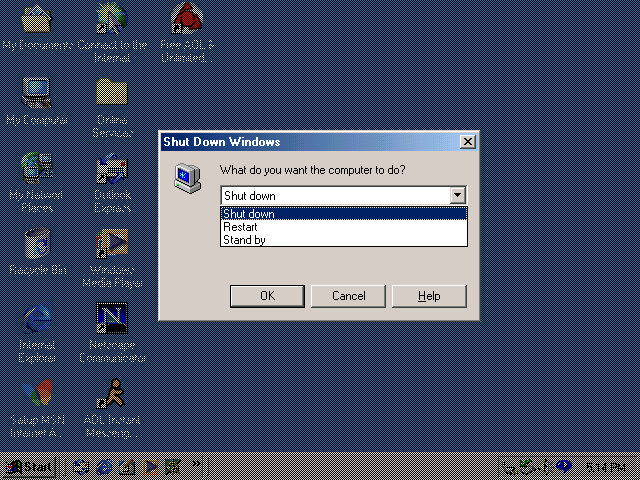 My Documents
Connect to the
Internet
Free AOL &
Unlimited...
My Computer
Online
Services
My Network
Places
Outlook
Express
Recycle Bin
Windows
Media Player
Internet
Explorer
Netscape
Communicator
Setup MSN
Internet A...
AOL Instant
Messeng...
Shut Down Windows
What do you want the computer to do?
Shut down
Shut down
Restart
Stand by
OK
Cancel
Help
Start
»
5:14 PM